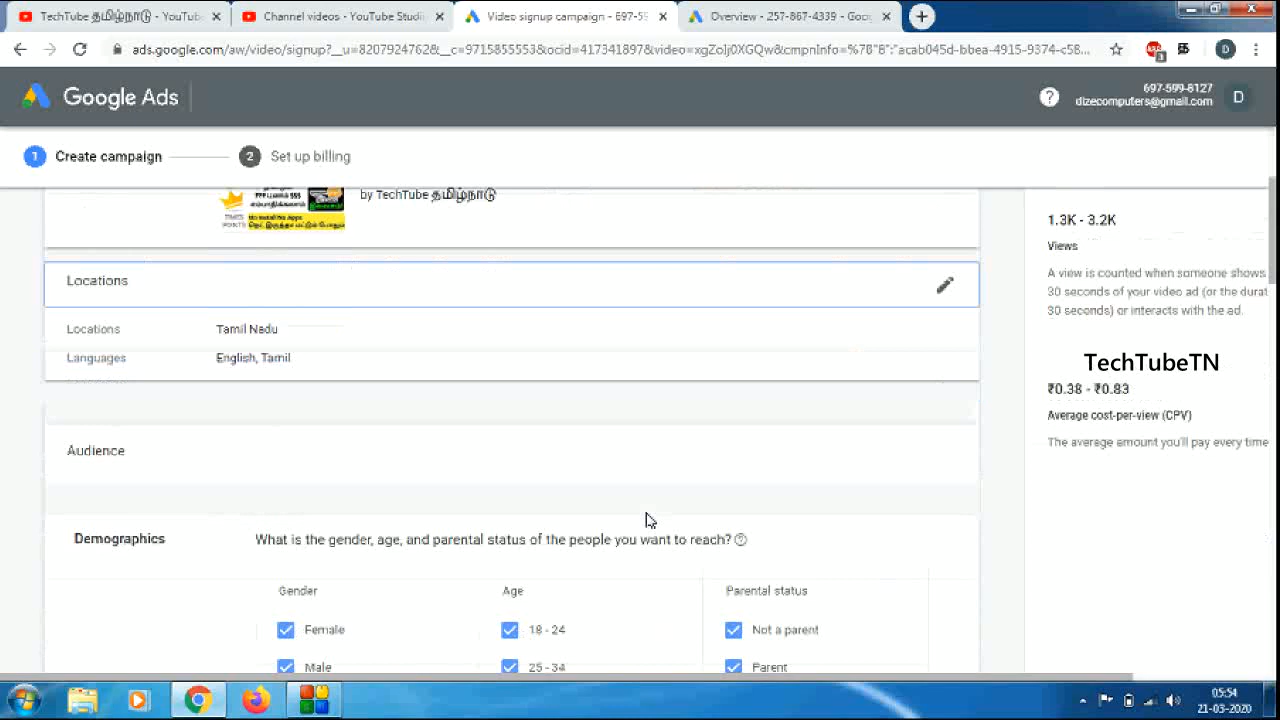 TechTube தமிழ்நாடு - YouTub
Channel videos - YouTube Studi
Video signup campaign - 697-59
Overview - 257-867-4339 - Goog
ads.google.com/aw/video/signup?__u=8207924762&__c=9715855553&ocid=417341897&video=xgZolj0XGQw&cmpnInfo=%7B"8":"acab045d-bbea-4915-9374-c58...
D
Google Ads
697-599-8127
dizecomputers@gmail.com
D
1 Create campaign
2 Set up billing
by TechTube தமிழ்நாடு
1.3K - 3.2K
Views
A view is counted when someone shows
30 seconds of your video ad (or the durat
30 seconds) or interacts with the ad.
Locations
Locations Tamil Nadu
Languages English, Tamil
TechTubeTN
₹0.38 - ₹0.83
Average cost-per-view (CPV)
The average amount you'll pay every time
Audience
Demographics What is the gender, age, and parental status of the people you want to reach?
Gender Age Parental status
Female 18 - 24 Not a parent
Male 25 - 34 Parent
05:54
21-03-2020